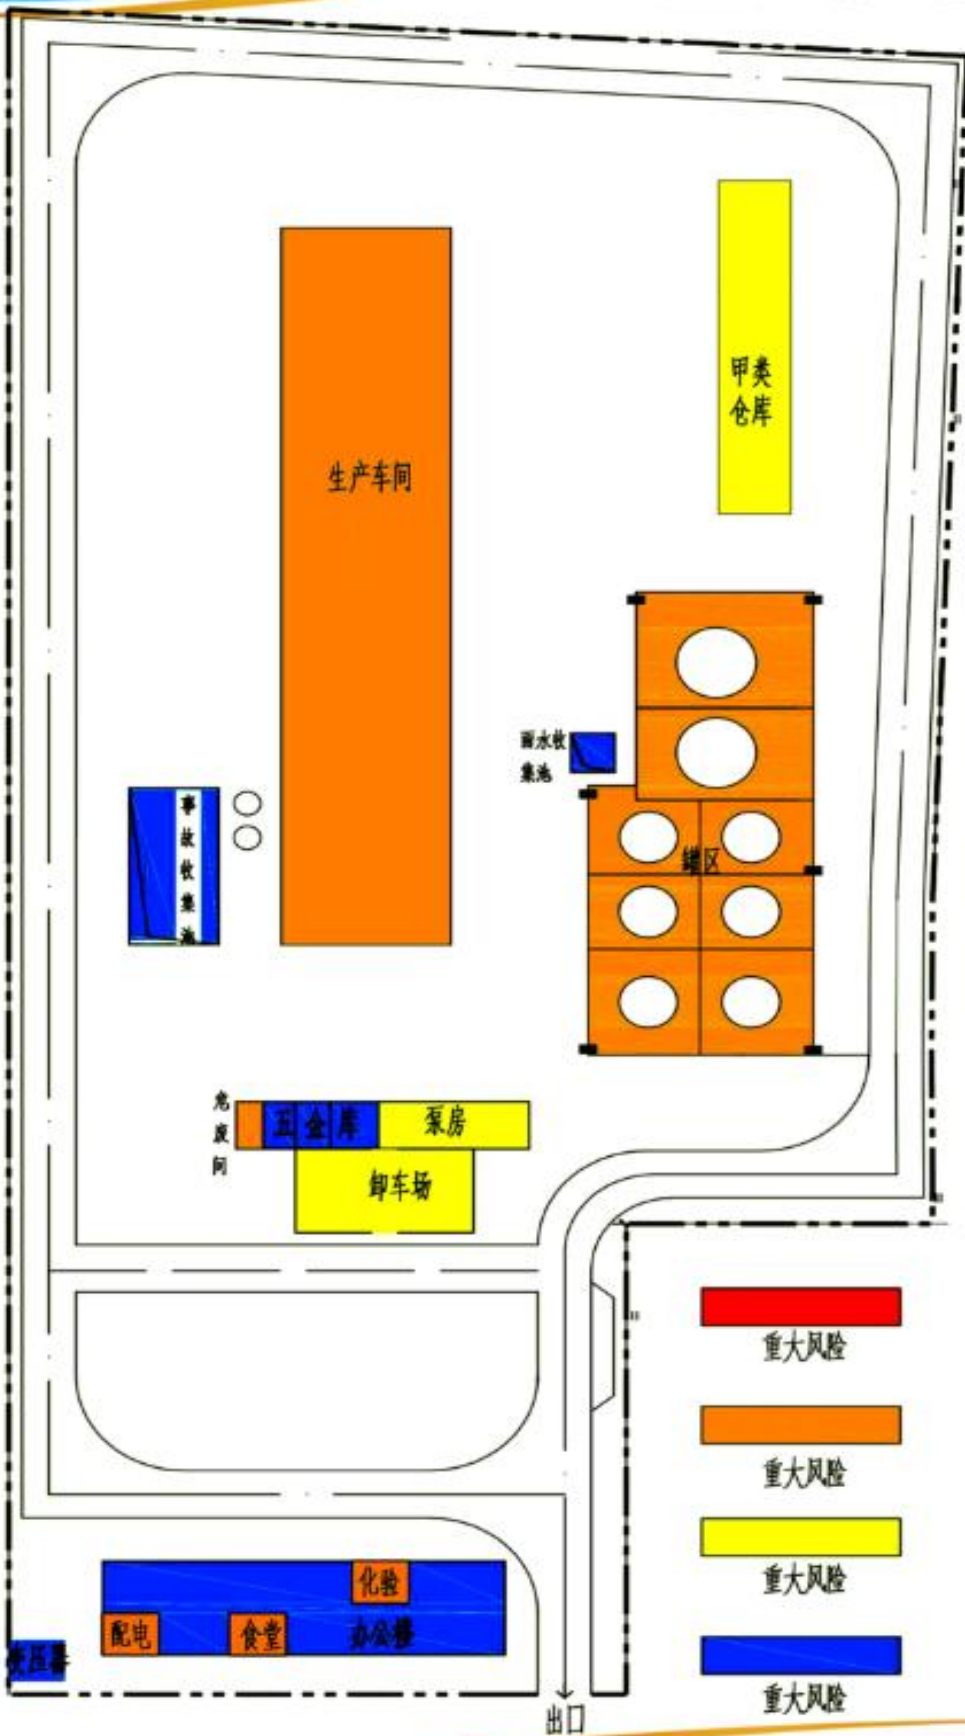 甲类
仓库
生产车间
雨水收
集池
事
故
收
集
池
罐区
危
废
间
五金库
泵房
卸车场
重大风险
重大风险
重大风险
重大风险
化验
配电
食堂
办公楼
变压器
出口